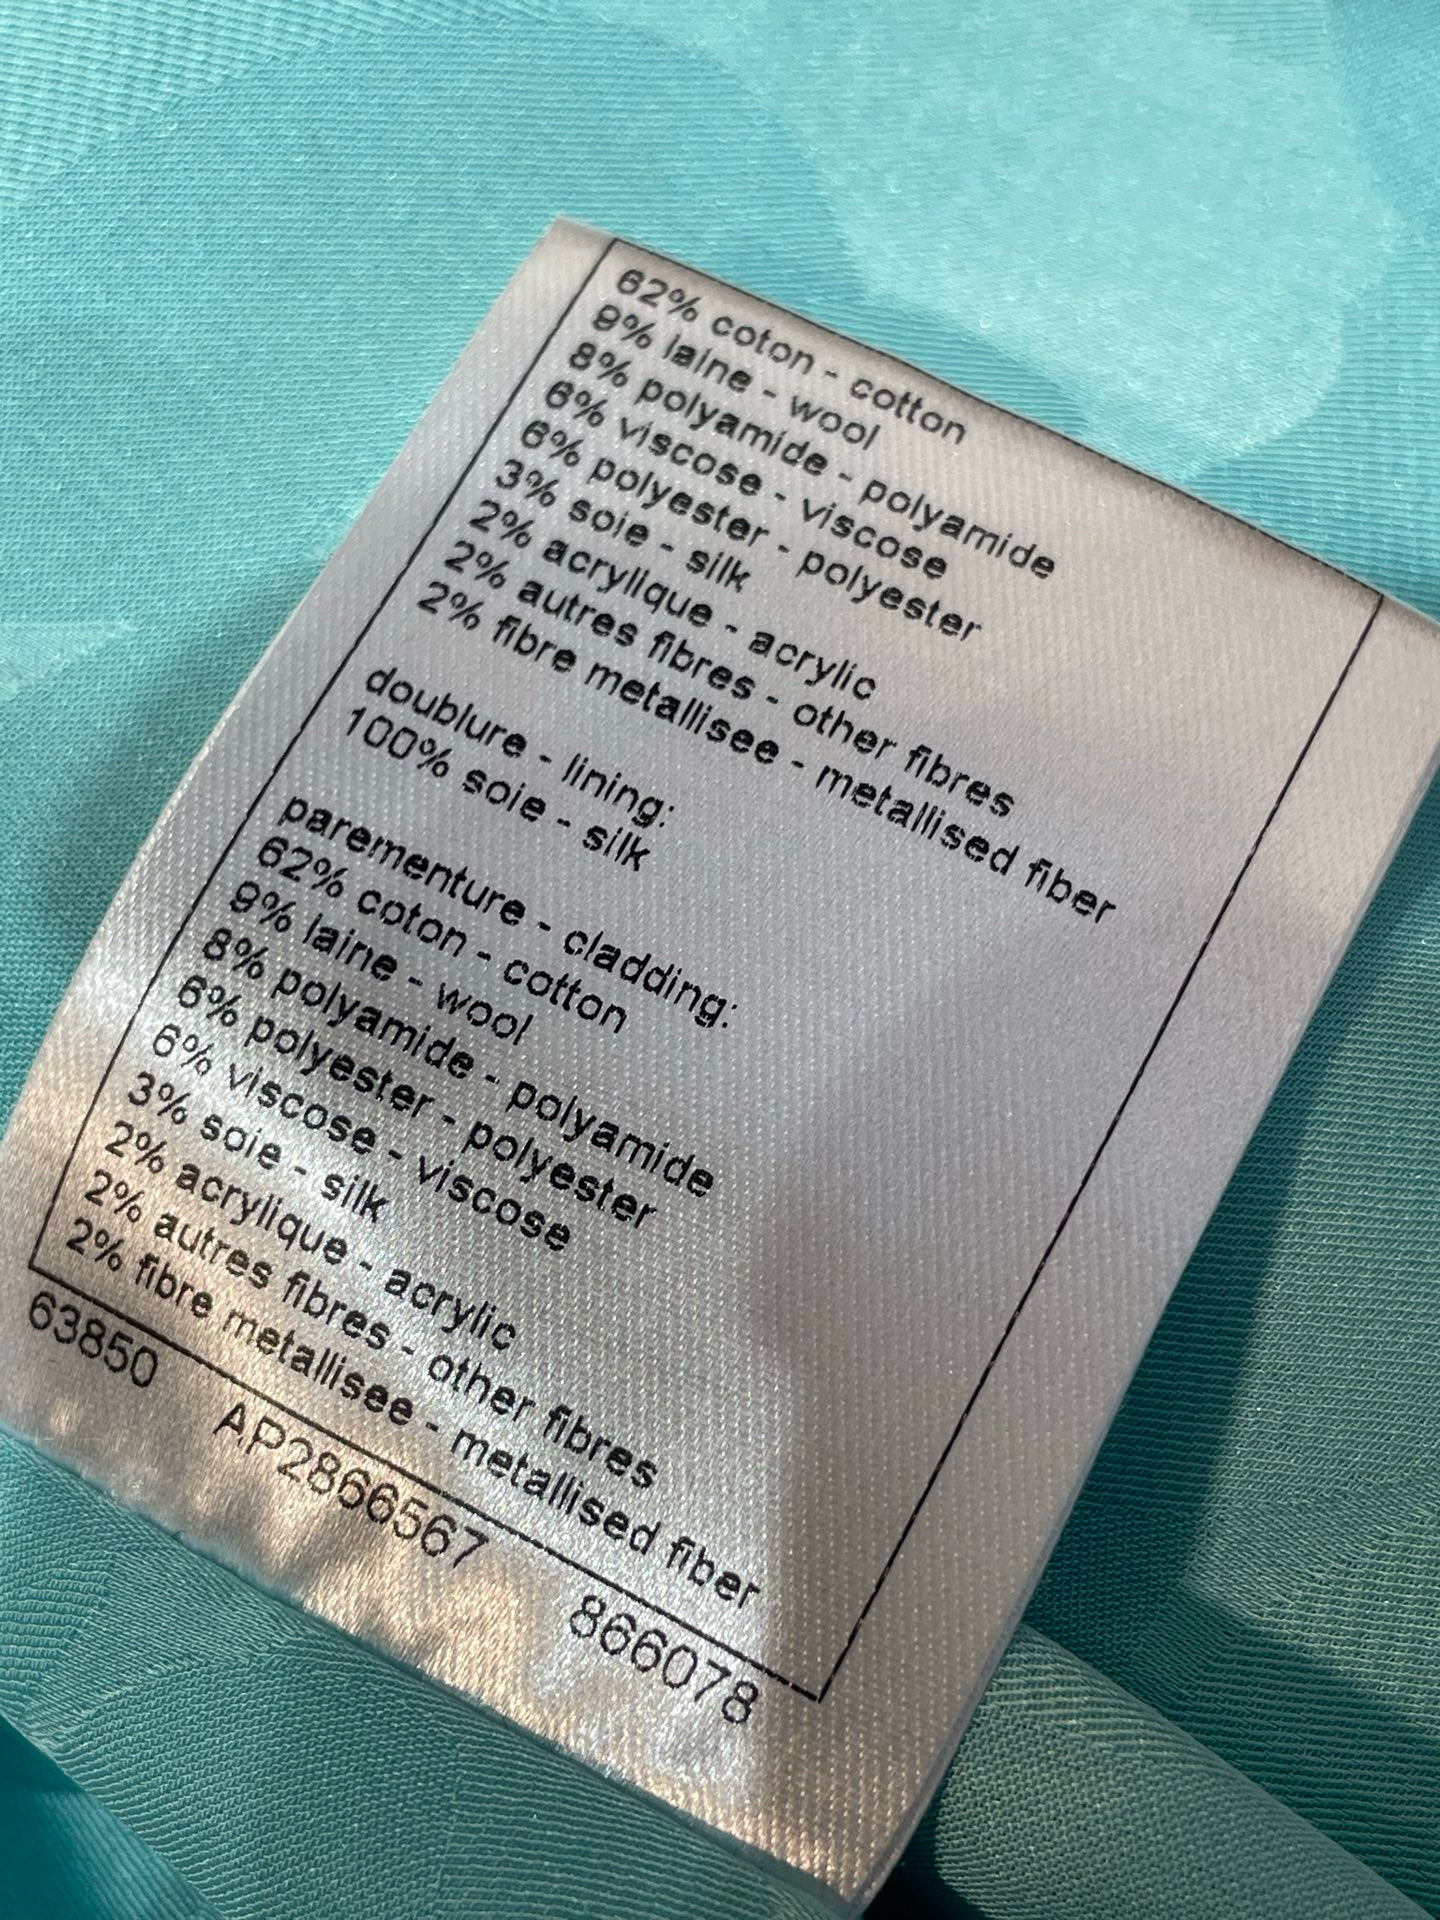 62% coton - cotton
9% laine - wool
8% polyamide - polyamide
6% viscose - viscose
6% polyester - polyester
3% soie - silk
2% acrylique - acrylic
2% autres fibres - other fibres
2% fibre metallisee - metallised fiber
doublure - lining:
100% soie - silk
parementure - cladding:
62% coton - cotton
9% laine - wool
8% polyamide - polyamide
6% polyester - polyester
6% viscose - viscose
3% soie - silk
2% acrylique - acrylic
2% autres fibres - other fibres
2% fibre metallisee - metallised fiber
63850 AP2866567 866078